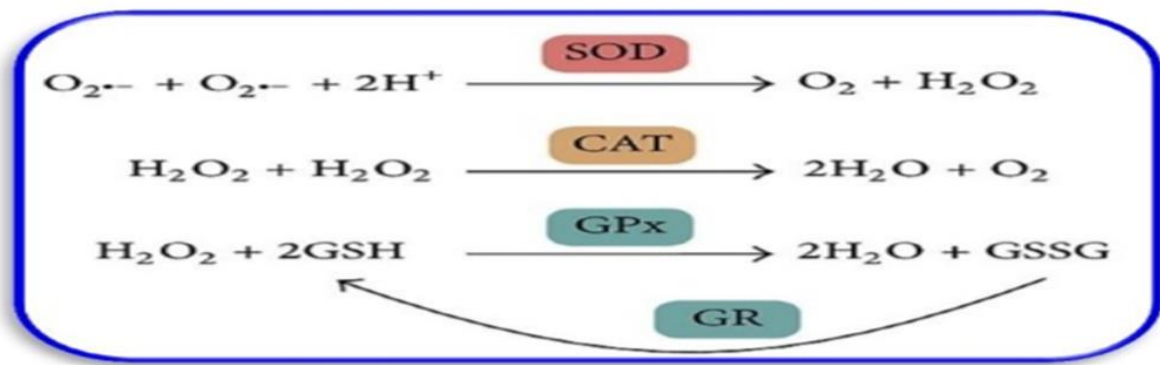 SOD
O₂•− + O₂•− + 2H⁺ ⟶ O₂ + H₂O₂
CAT
H₂O₂ + H₂O₂ ⟶ 2H₂O + O₂
GPx
H₂O₂ + 2GSH ⟶ 2H₂O + GSSG
GR